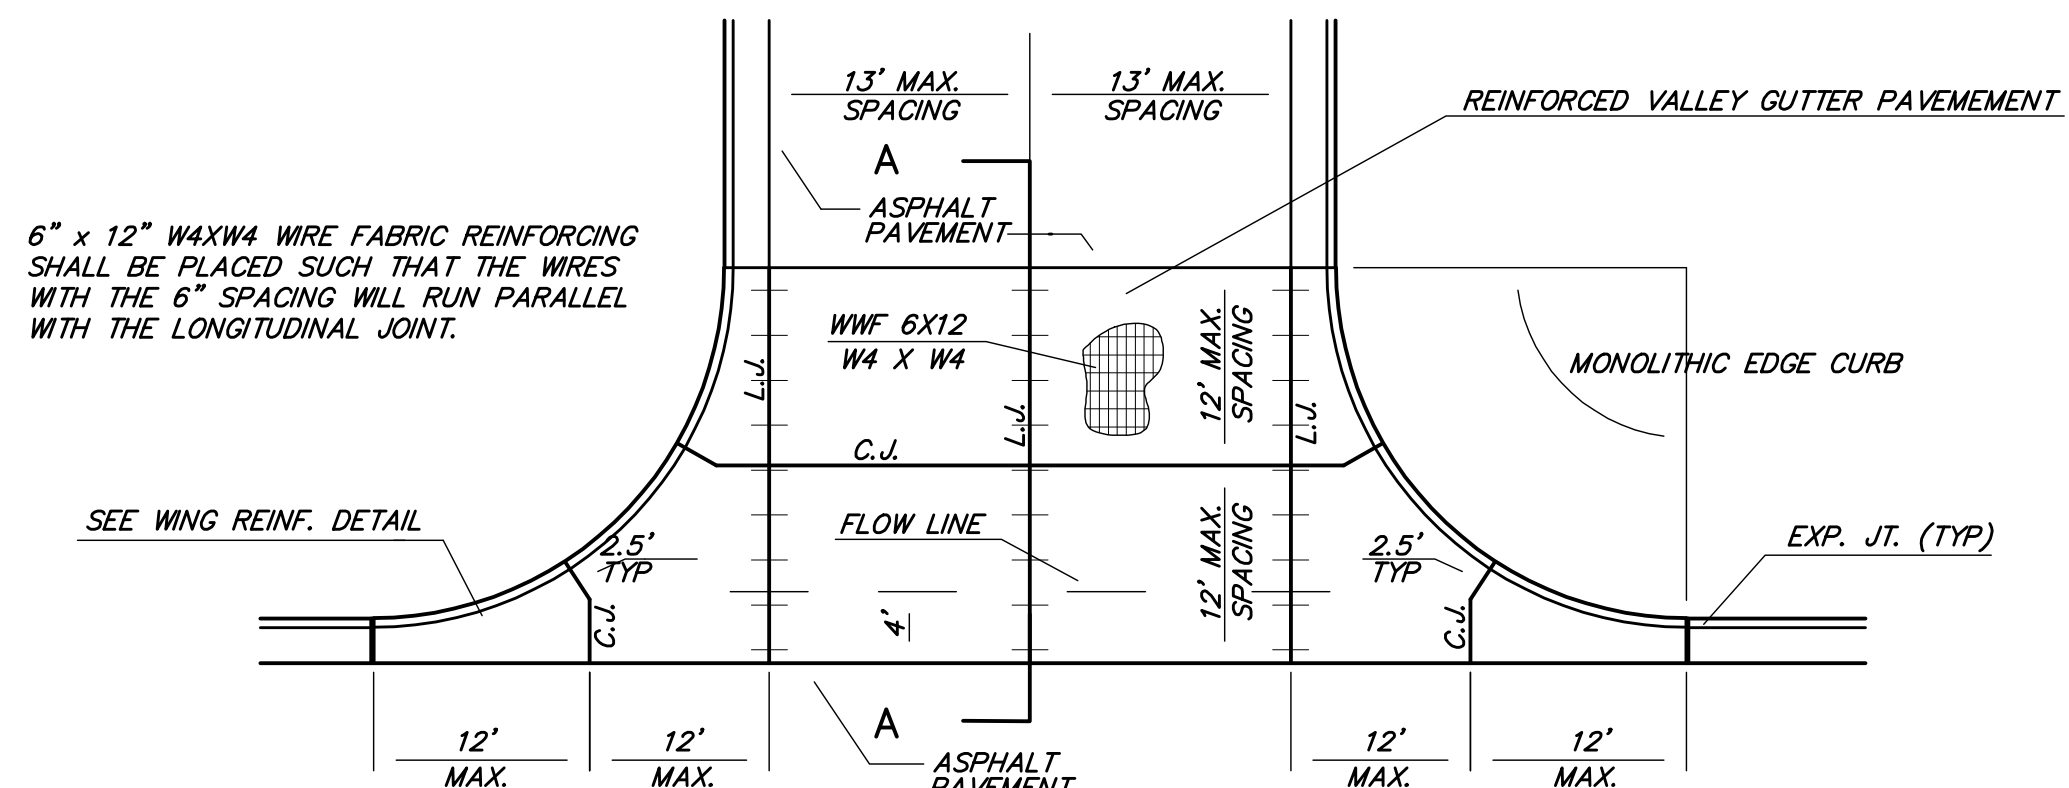 13' MAX.
SPACING
13' MAX.
SPACING
REINFORCED VALLEY GUTTER PAVEMEMENT
A
ASPHALT
PAVEMENT
6" x 12" W4XW4 WIRE FABRIC REINFORCING
SHALL BE PLACED SUCH THAT THE WIRES
WITH THE 6" SPACING WILL RUN PARALLEL
WITH THE LONGITUDINAL JOINT.
WWF 6X12
W4 X W4
12' MAX.
SPACING
MONOLITHIC EDGE CURB
L.J.
L.J.
L.J.
C.J.
SEE WING REINF. DETAIL
2.5'
TYP
FLOW LINE
12' MAX.
SPACING
2.5'
TYP
EXP. JT. (TYP)
C.J.
4'
C.J.
A
12'
MAX.
12'
MAX.
ASPHALT
PAVEMENT
12'
MAX.
12'
MAX.